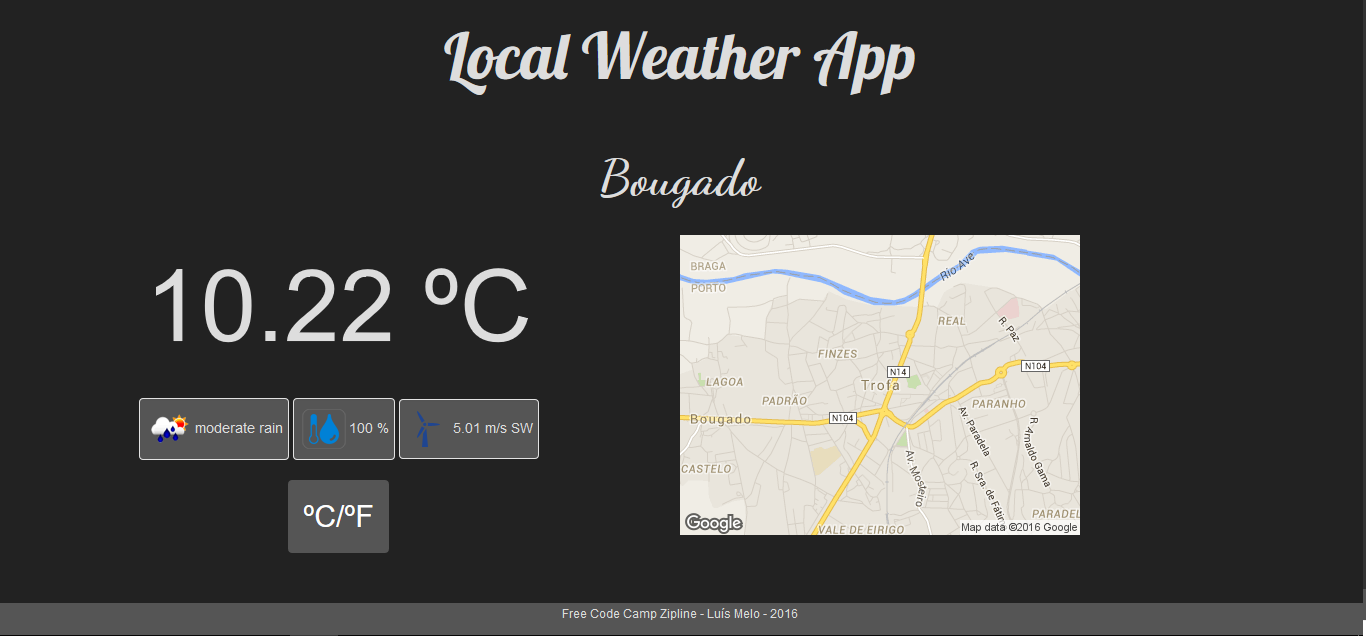 Local Weather App
Bougado
10.22 ºC
moderate rain
100 %
5.01 m/s SW
ºC/ºF
BRAGA
PORTO
Rio Ave
REAL
R. Paz
FINZES
N14
N104
LAGOA
Trofa
PADRÃO
PARANHO
Bougado
N104
Av. Paradela
R. Arnaldo Gama
CASTELO
Av. Mosteiro
R. Sra. de Fátim
PARADEL
VALE DE EIRIGO
Google
Map data ©2016 Google
Free Code Camp Zipline - Luís Melo - 2016